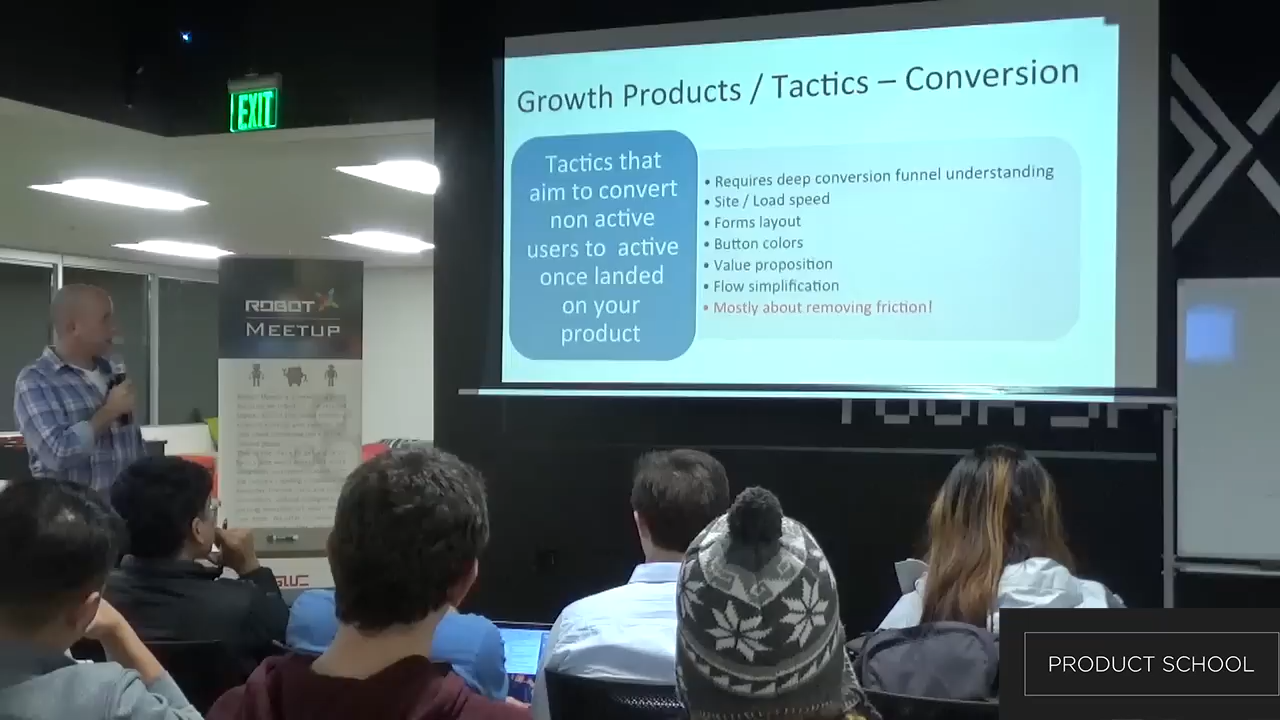 EXIT
Growth Products / Tactics – Conversion
Tactics that
aim to convert
non active
users to active
once landed
on your
product
• Requires deep conversion funnel understanding
• Site / Load speed
• Forms layout
• Button colors
• Value proposition
• Flow simplification
• Mostly about removing friction!
ROBOT X
MEETUP
YOUR SP
PRODUCT SCHOOL